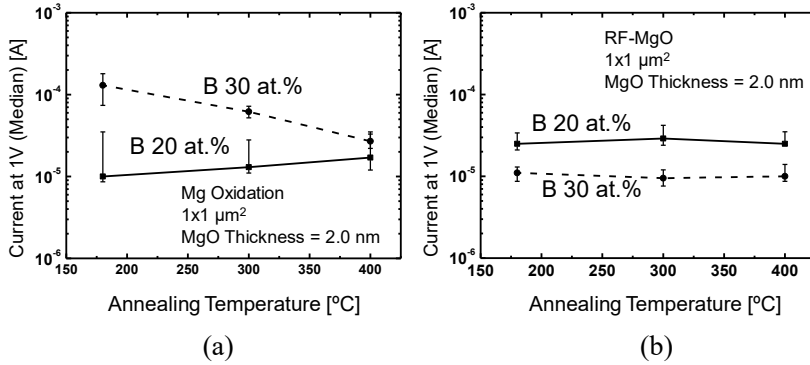 10⁻³
10⁻⁴
10⁻⁵
10⁻⁶
Current at 1V (Median) [A]
B 30 at.%
B 20 at.%
Mg Oxidation
1x1 µm²
MgO Thickness = 2.0 nm
150 200 250 300 350 400
Annealing Temperature [ºC]
(a)
10⁻³
10⁻⁴
10⁻⁵
10⁻⁶
Current at 1V (Median) [A]
RF-MgO
1x1 µm²
MgO Thickness = 2.0 nm
B 20 at.%
B 30 at.%
150 200 250 300 350 400
Annealing Temperature [ºC]
(b)